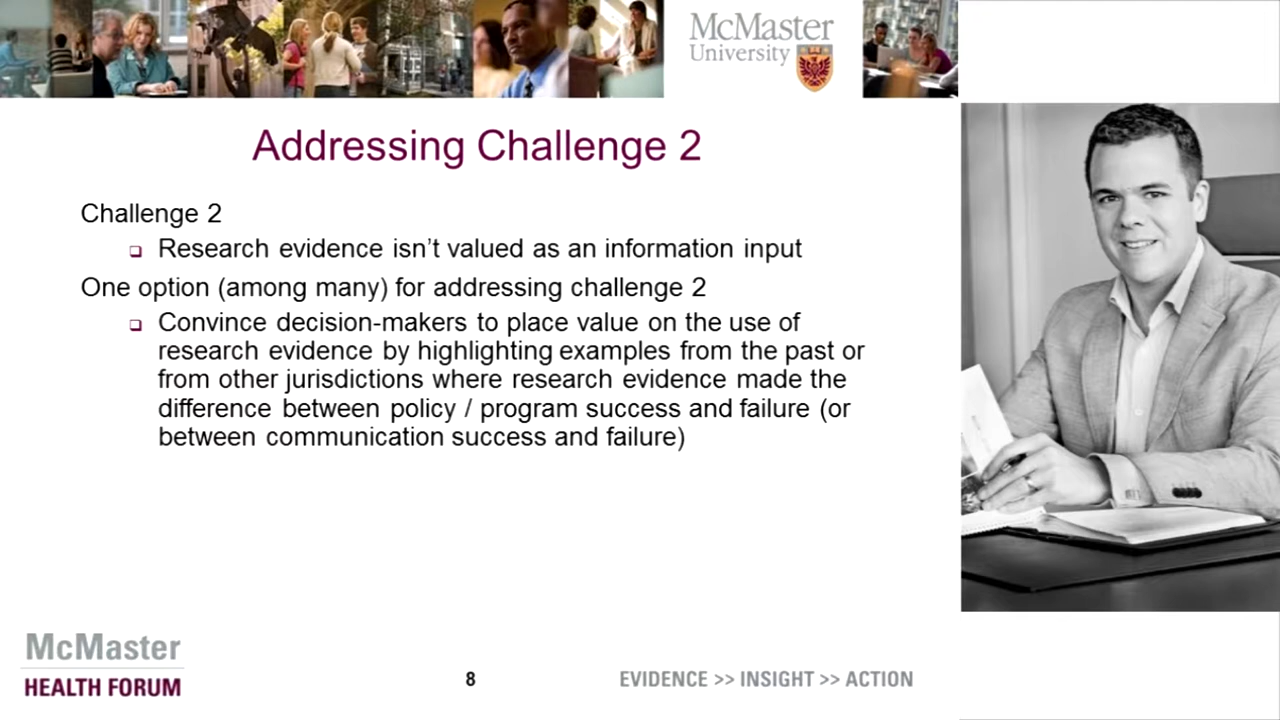 McMaster
University
Addressing Challenge 2
Challenge 2
❑ Research evidence isn't valued as an information input
One option (among many) for addressing challenge 2
❑ Convince decision-makers to place value on the use of
research evidence by highlighting examples from the past or
from other jurisdictions where research evidence made the
difference between policy / program success and failure (or
between communication success and failure)
McMaster
HEALTH FORUM
8
EVIDENCE >> INSIGHT >> ACTION